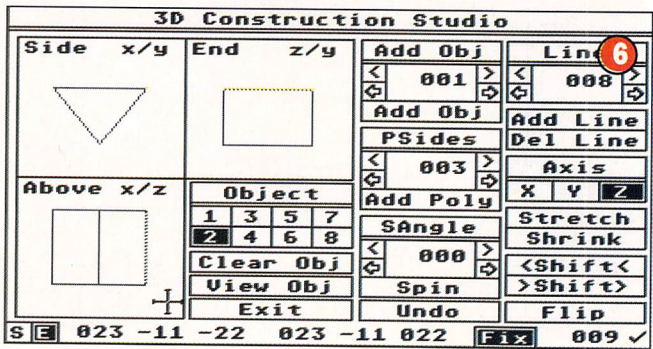 3D Construction Studio
Side x/y
End z/y
Above x/z
Object
1 3 5 7
2 4 6 8
Clear Obj
View Obj
Exit
Add Obj
< 001 >
Add Obj
PSides
< 003 >
Add Poly
SAngle
< 000 >
Spin
Undo
6
< 008 >
Add Line
Del Line
Axis
X Y Z
Stretch
Shrink
<Shift<
>Shift>
Flip
S E 023 -11 -22 023 -11 022 Fix 009 ✓